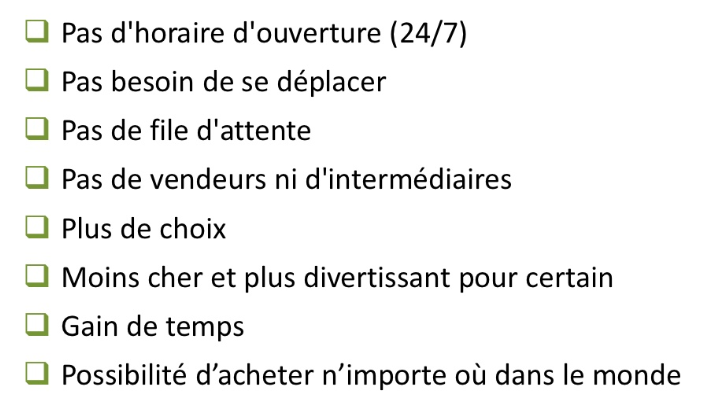 Pas d'horaire d'ouverture (24/7)
Pas besoin de se déplacer
Pas de file d'attente
Pas de vendeurs ni d'intermédiaires
Plus de choix
Moins cher et plus divertissant pour certain
Gain de temps
Possibilité d’acheter n’importe où dans le monde